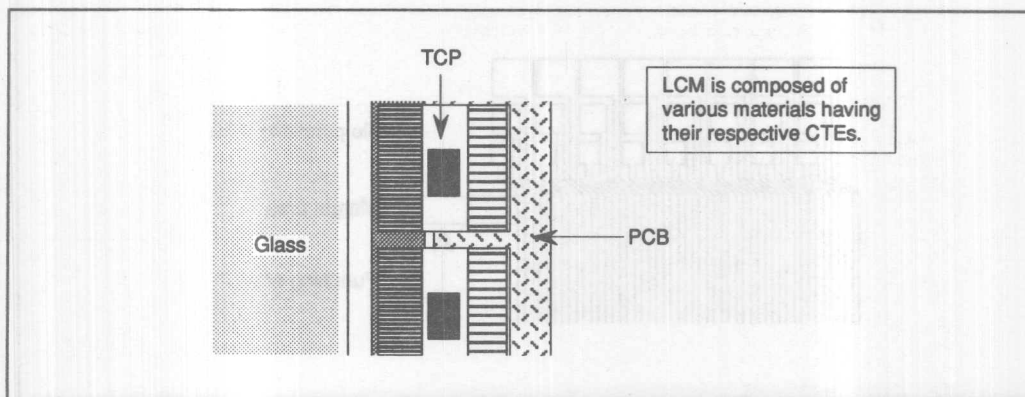 TCP
LCM is composed of
various materials having
their respective CTEs.
Glass
PCB